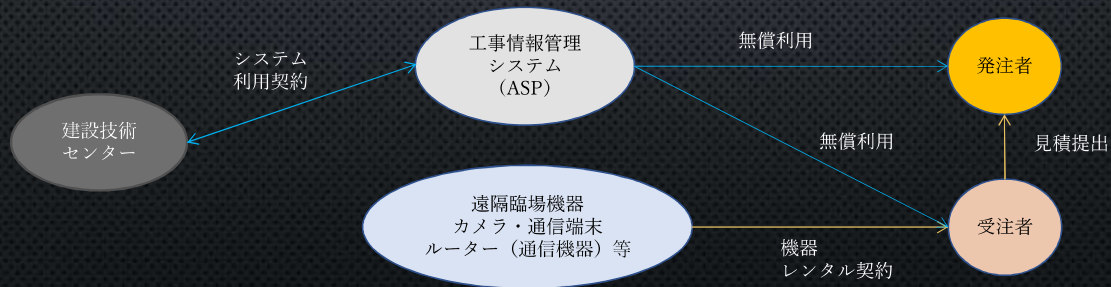 建設技術
センター
システム
利用契約
工事情報管理
システム
（ASP）
無償利用
発注者
無償利用
見積提出
遠隔臨場機器
カメラ・通信端末
ルーター（通信機器）等
機器
レンタル契約
受注者